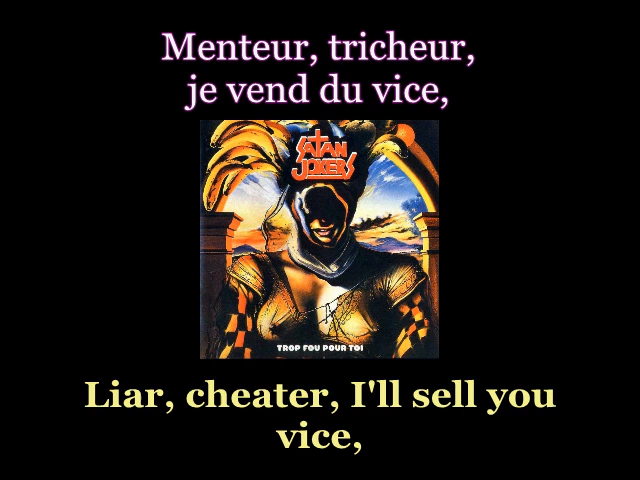 Menteur, tricheur,
je vend du vice,
SATAN
JOKERS
TROP FOU POUR TOI
Liar, cheater, I'll sell you
vice,